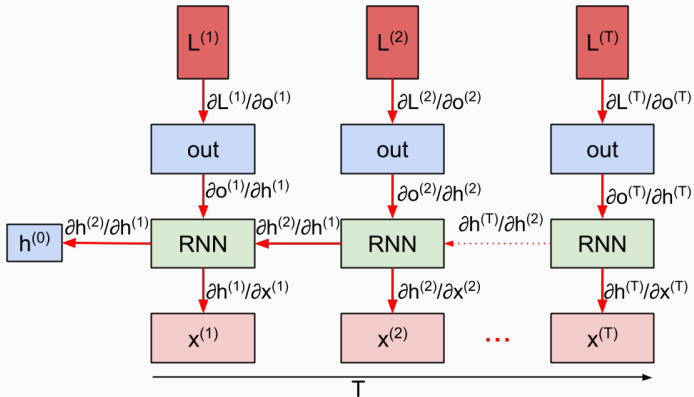 L⁽¹⁾ L⁽²⁾ L⁽ᵀ⁾
∂L⁽¹⁾/∂o⁽¹⁾ ∂L⁽²⁾/∂o⁽²⁾ ∂L⁽ᵀ⁾/∂o⁽ᵀ⁾
out out out
∂o⁽¹⁾/∂h⁽¹⁾ ∂o⁽²⁾/∂h⁽²⁾ ∂o⁽ᵀ⁾/∂h⁽ᵀ⁾
∂h⁽²⁾/∂h⁽¹⁾ ∂h⁽²⁾/∂h⁽¹⁾ ∂h⁽ᵀ⁾/∂h⁽²⁾
h⁽⁰⁾ RNN RNN RNN
∂h⁽¹⁾/∂x⁽¹⁾ ∂h⁽²⁾/∂x⁽²⁾ ∂h⁽ᵀ⁾/∂x⁽ᵀ⁾
x⁽¹⁾ x⁽²⁾ ... x⁽ᵀ⁾
T